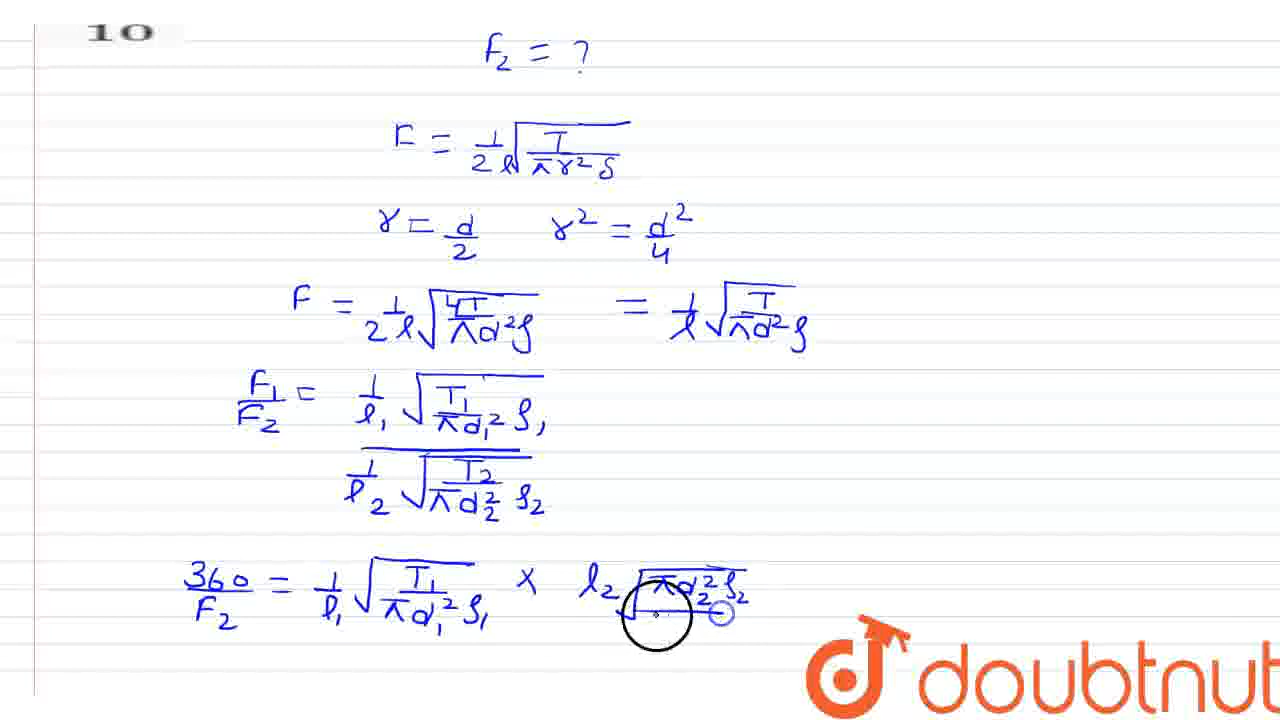 10
F₂ = ?
F = 1/2l √(T/πr²ρ)
r = d/2 r² = d²/4
F = 1/2l √(4T/πd²ρ) = 1/l √(T/πd²ρ)
F₁/F₂ = 1/l₁ √(T₁/πd₁²ρ₁)
1/l₂ √(T₂/πd₂²ρ₂)
360/F₂ = 1/l₁ √(T₁/πd₁²ρ₁) × l₂ √(πd₂²ρ₂
doubtnut